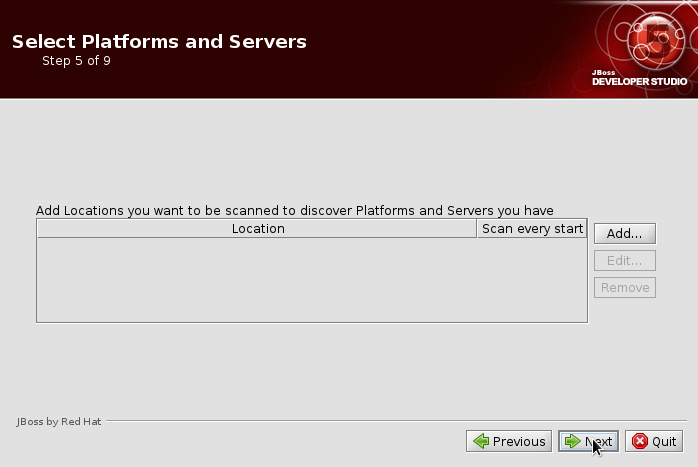 Select Platforms and Servers
Step 5 of 9
JBoss
DEVELOPER STUDIO
Add Locations you want to be scanned to discover Platforms and Servers you have
Location
Scan every start
Add...
Edit...
Remove
JBoss by Red Hat
Previous
Next
Quit